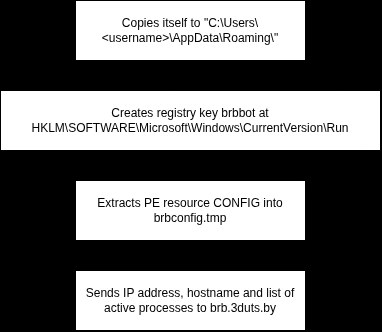 Copies itself to "C:\Users\
<username>\AppData\Roaming\"
Creates registry key brbbot at
HKLM\SOFTWARE\Microsoft\Windows\CurrentVersion\Run
Extracts PE resource CONFIG into
brbconfig.tmp
Sends IP address, hostname and list of
active processes to brb.3duts.by